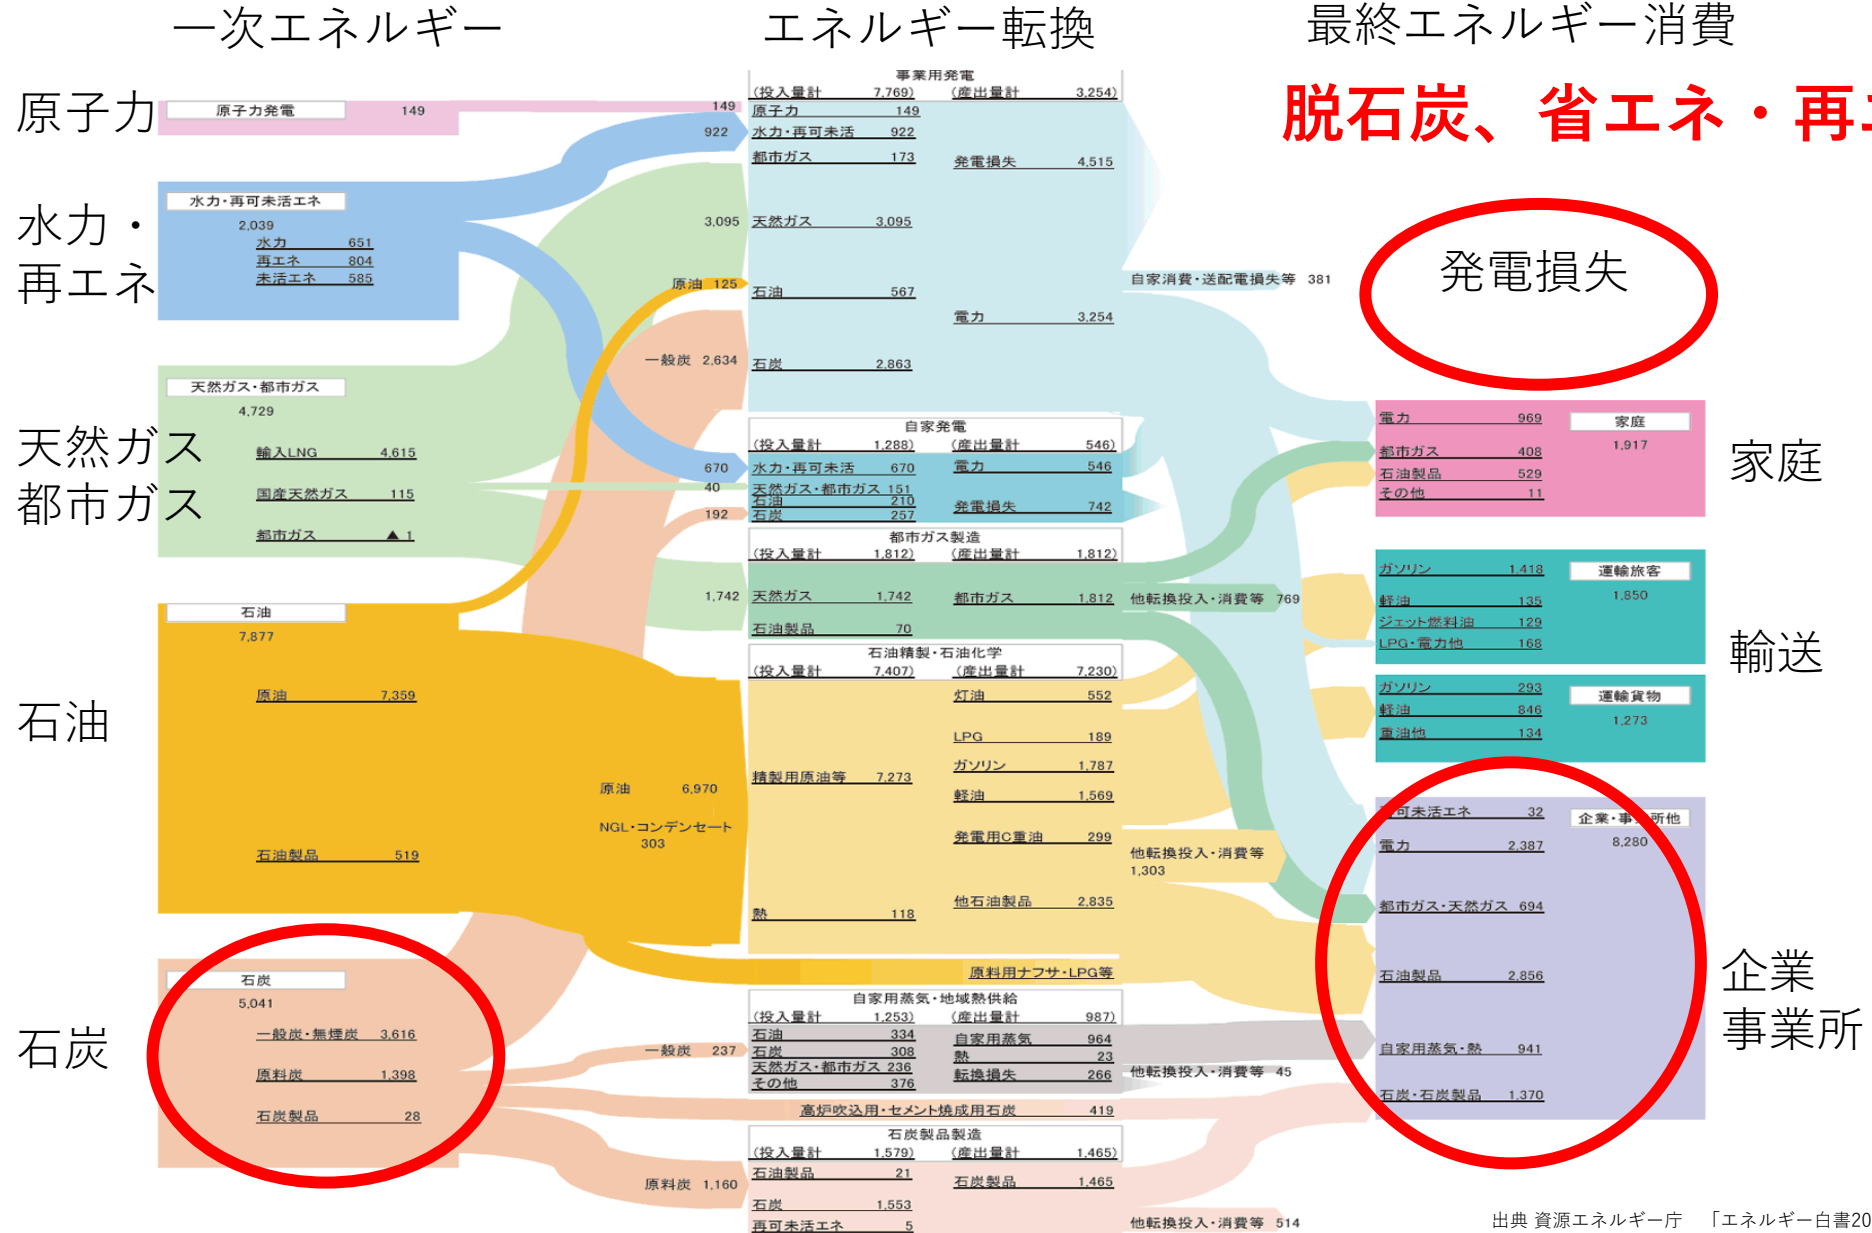 一次エネルギー
エネルギー転換
最終エネルギー消費
脱石炭、省エネ・再エ
原子力
水力・
再エネ
天然ガス
都市ガス
石油
石炭
原子力発電 149
水力・再可未活エネ
2,039
水力 651
再エネ 804
未活エネ 585
天然ガス・都市ガス
4,729
輸入LNG 4,615
国産天然ガス 115
都市ガス ▲ 1
石油
7,877
原油 7,359
石油製品 519
石炭
5,041
一般炭・無煙炭 3,616
原料炭 1,398
石炭製品 28
149
922
3,095
原油 125
一般炭 2,634
670
40
192
1,742
原油 6,970
NGL・コンデンセート
303
一般炭 237
原料炭 1,160
事業用発電
(投入量計 7,769) (産出量計 3,254)
原子力 149
水力・再可未活 922
都市ガス 173
発電損失 4,515
天然ガス 3,095
石油 567
電力 3,254
石炭 2,863
自家発電
(投入量計 1,288) (産出量計 546)
水力・再可未活 670 電力 546
天然ガス・都市ガス 151
石油 210
石炭 257
発電損失 742
都市ガス製造
(投入量計 1,812) (産出量計 1,812)
天然ガス 1,742 都市ガス 1,812
石油製品 70
石油精製・石油化学
(投入量計 7,407) (産出量計 7,230)
灯油 552
LPG 189
ガソリン 1,787
精製用原油等 7,273
軽油 1,569
発電用C重油 299
他石油製品 2,835
熱 118
原料用ナフサ・LPG等
自家用蒸気・地域熱供給
(投入量計 1,253) (産出量計 987)
石油 334 自家用蒸気 964
石炭 308 熱 23
天然ガス・都市ガス 236 転換損失 266
その他 376
高炉吹込用・セメント焼成用石炭 419
石炭製品製造
(投入量計 1,579) (産出量計 1,465)
石油製品 21 石炭製品 1,465
石炭 1,553
再可未活エネ 5
自家消費・送配電損失等 381
他転換投入・消費等 769
他転換投入・消費等
1,303
他転換投入・消費等 45
他転換投入・消費等 514
発電損失
電力 969
都市ガス 408
石油製品 529
その他 11
家庭
1,917
家庭
ガソリン 1,418
軽油 135
ジェット燃料油 129
LPG・電力他 168
運輸旅客
1,850
輸送
ガソリン 293
軽油 846
重油他 134
運輸貨物
1,273
可未活エネ 32
電力 2,387
都市ガス・天然ガス 694
石油製品 2,856
自家用蒸気・熱 941
石炭・石炭製品 1,370
企業・事 所他
8,280
企業
事業所
出典 資源エネルギー庁 「エネルギー白書20